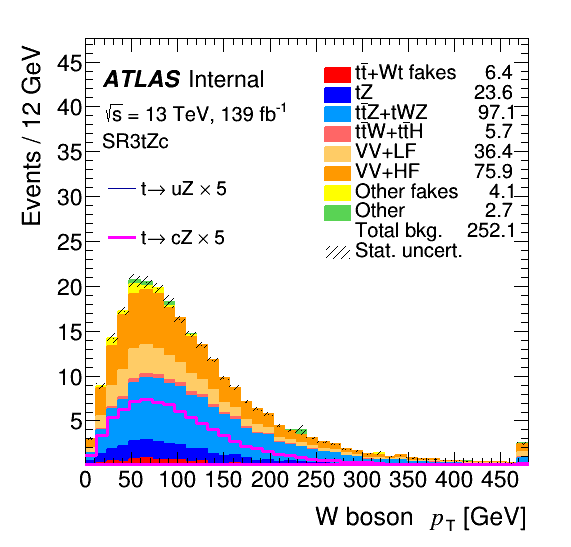 Events / 12 GeV
45
40
35
30
25
20
15
10
5
ATLAS Internal
√s = 13 TeV, 139 fb⁻¹
SR3tZc
t→ uZ × 5
t→ cZ × 5
tt̄+Wt fakes 6.4
tZ 23.6
tt̄Z+tWZ 97.1
tt̄W+tt̄H 5.7
VV+LF 36.4
VV+HF 75.9
Other fakes 4.1
Other 2.7
Total bkg. 252.1
Stat. uncert.
0 50 100 150 200 250 300 350 400 450
W boson p_T [GeV]